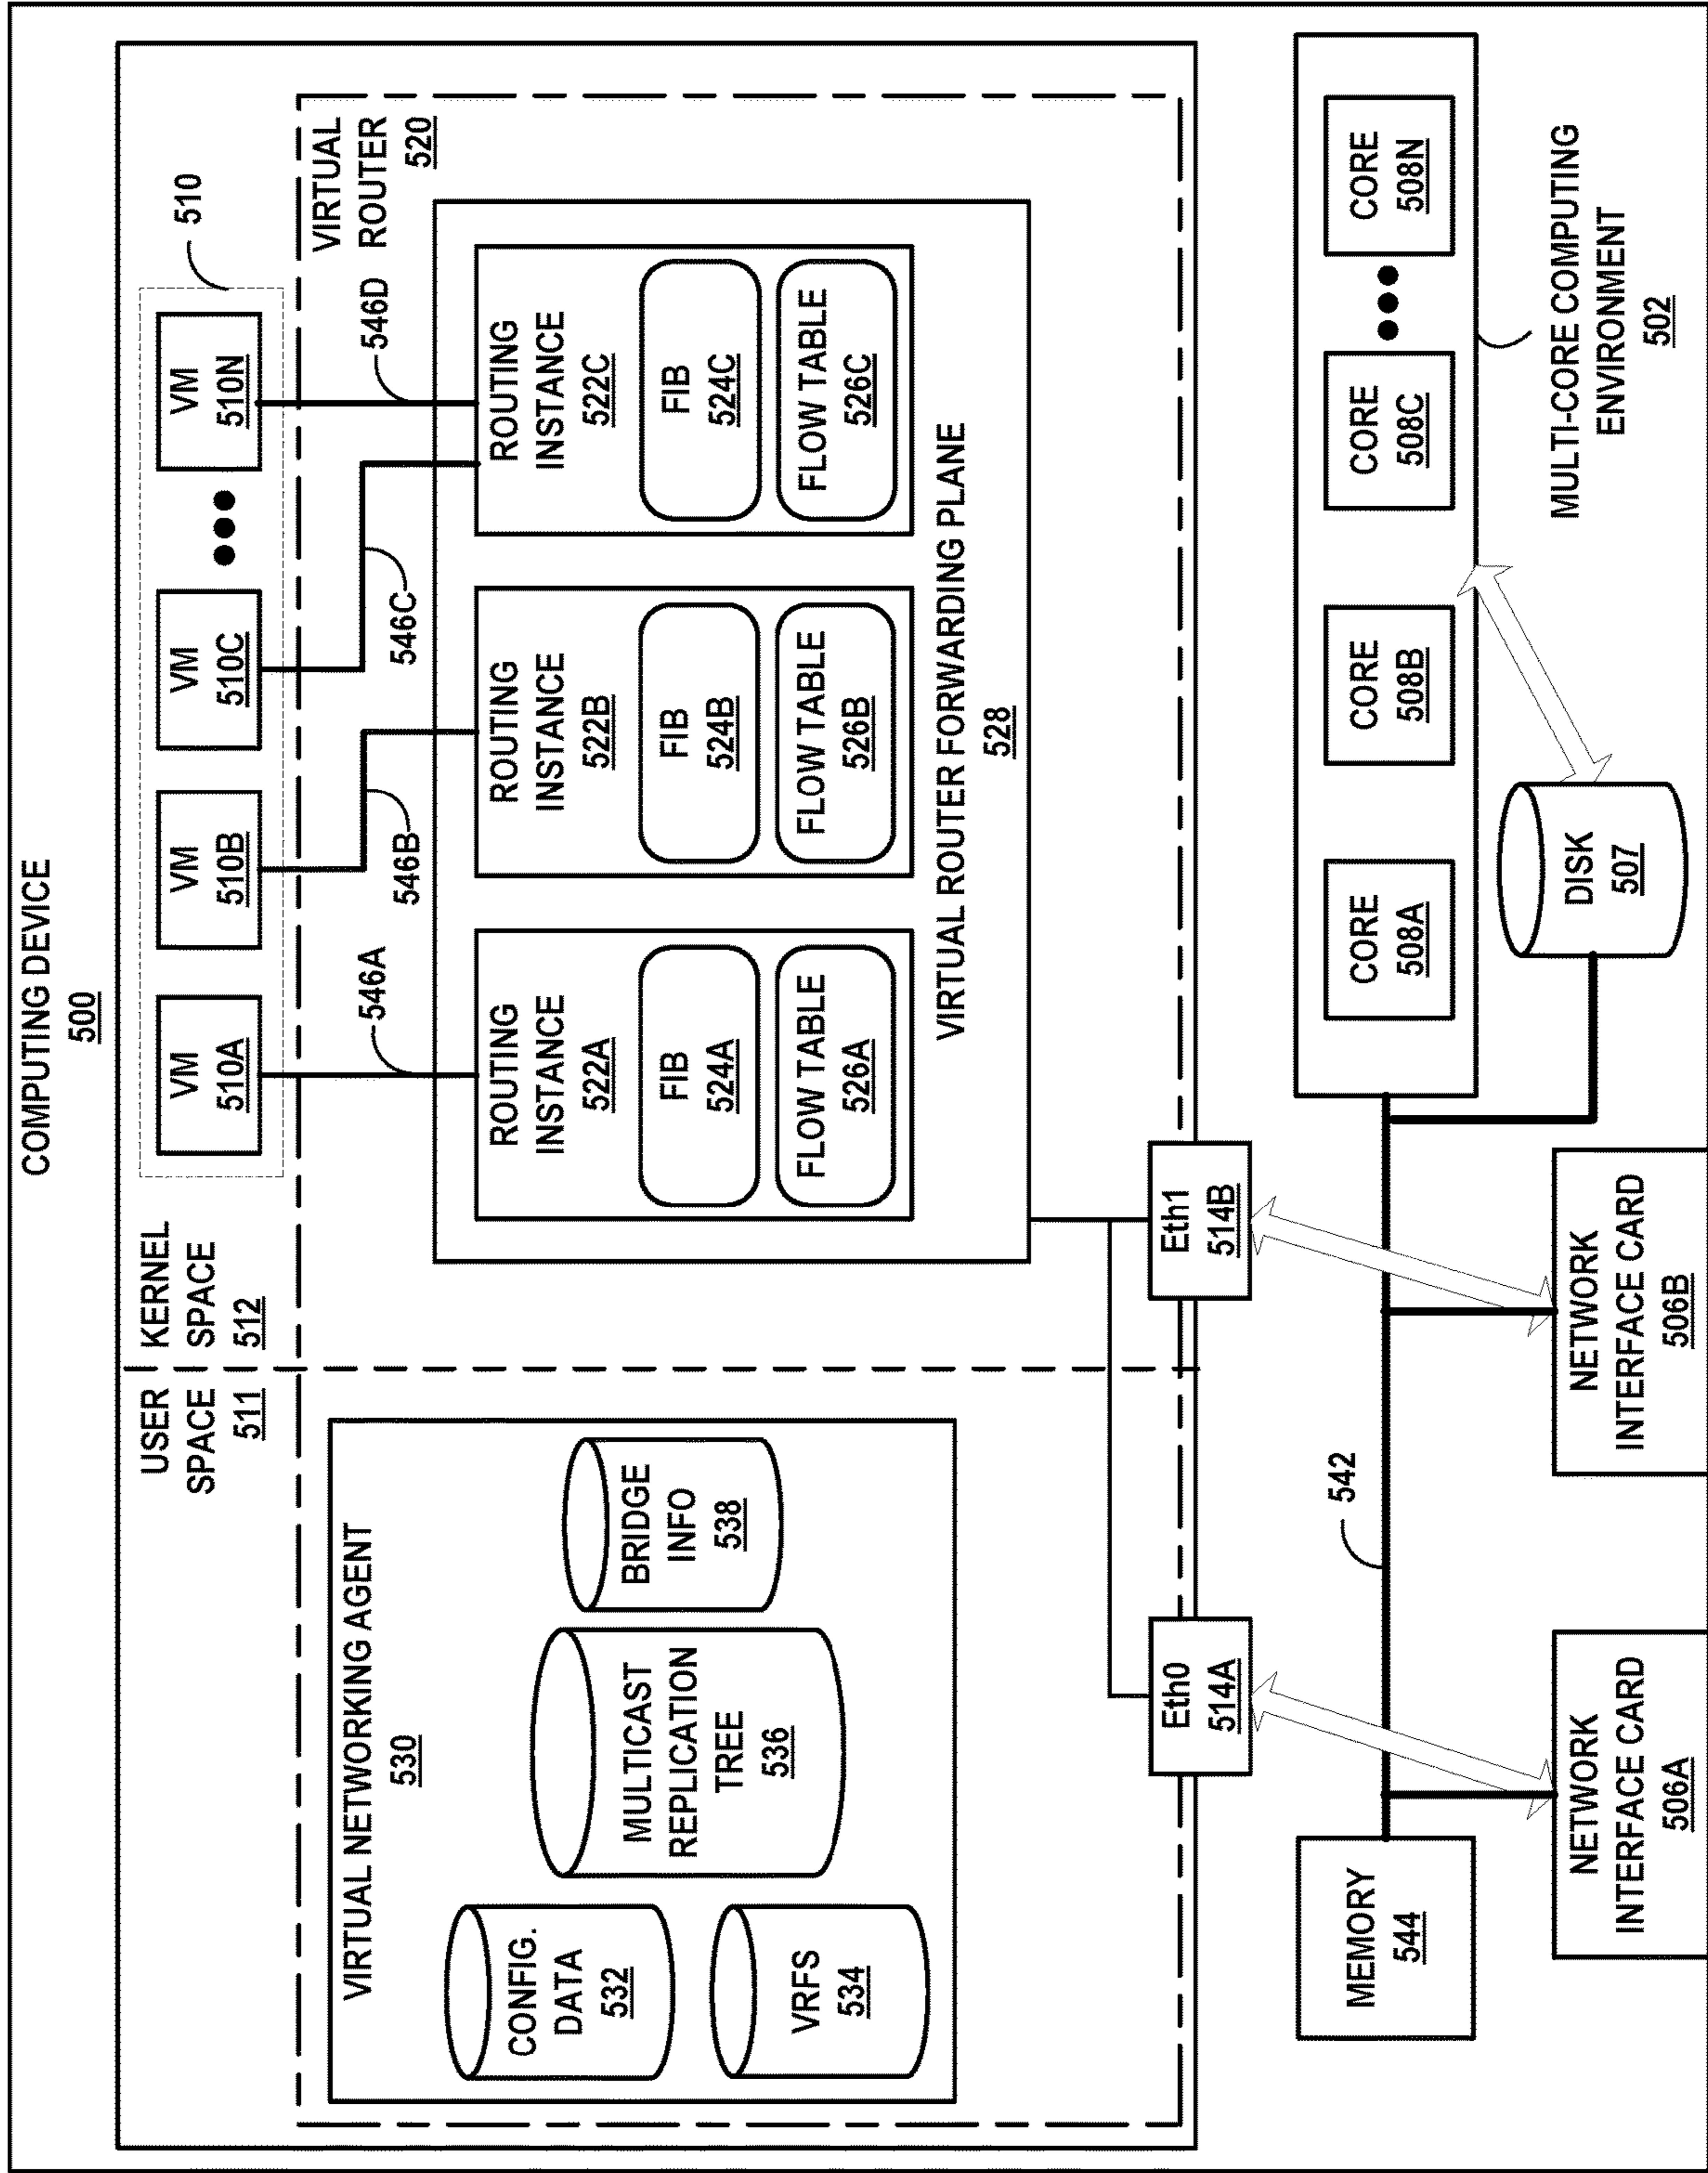 COMPUTING DEVICE
500
USER
SPACE
511
KERNEL
SPACE
512
VM
510A
VM
510B
VM
510C
VM
510N
510
VIRTUAL
ROUTER
520
546A
546B
546C
546D
VIRTUAL NETWORKING AGENT
530
CONFIG.
DATA
532
VRFS
534
MULTICAST
REPLICATION
TREE
536
BRIDGE
INFO
538
ROUTING
INSTANCE
522A
FIB
524A
FLOW TABLE
526A
ROUTING
INSTANCE
522B
FIB
524B
FLOW TABLE
526B
ROUTING
INSTANCE
522C
FIB
524C
FLOW TABLE
526C
VIRTUAL ROUTER FORWARDING PLANE
528
Eth0
514A
Eth1
514B
542
MEMORY
544
NETWORK
INTERFACE CARD
506A
NETWORK
INTERFACE CARD
506B
CORE
508A
CORE
508B
CORE
508C
CORE
508N
DISK
507
MULTI-CORE COMPUTING
ENVIRONMENT
502